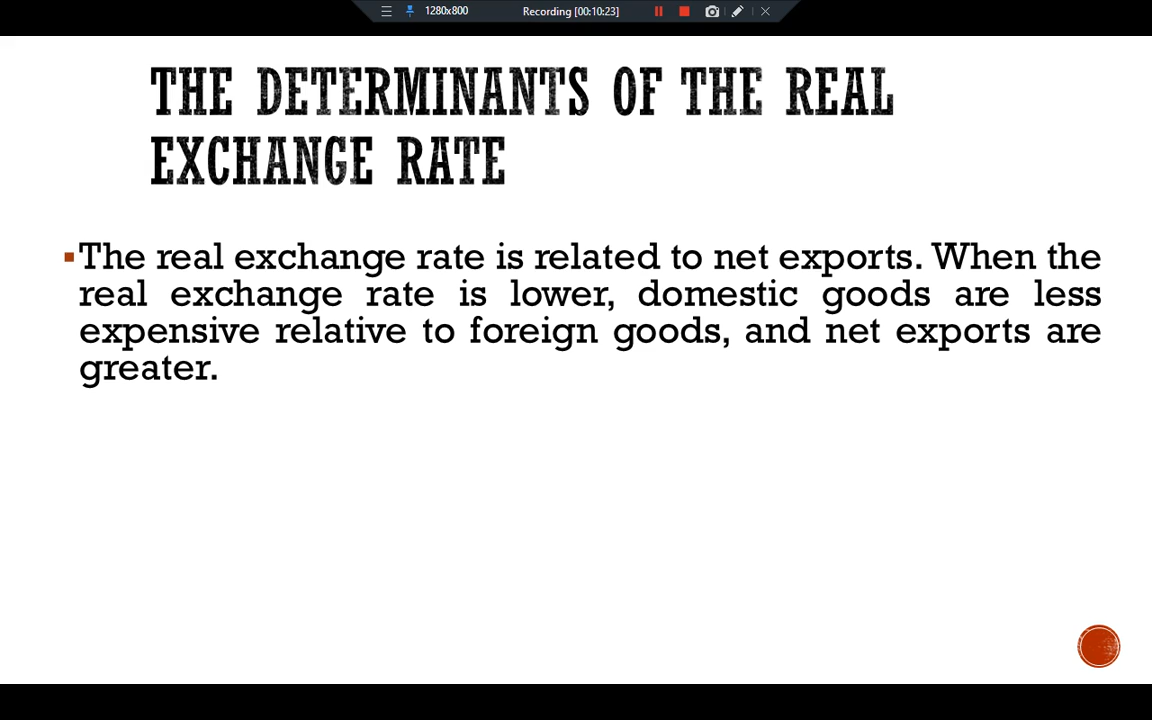 1280x800 Recording [00:10:23]
THE DETERMINANTS OF THE REAL
EXCHANGE RATE
▪The real exchange rate is related to net exports. When the
real exchange rate is lower, domestic goods are less
expensive relative to foreign goods, and net exports are
greater.